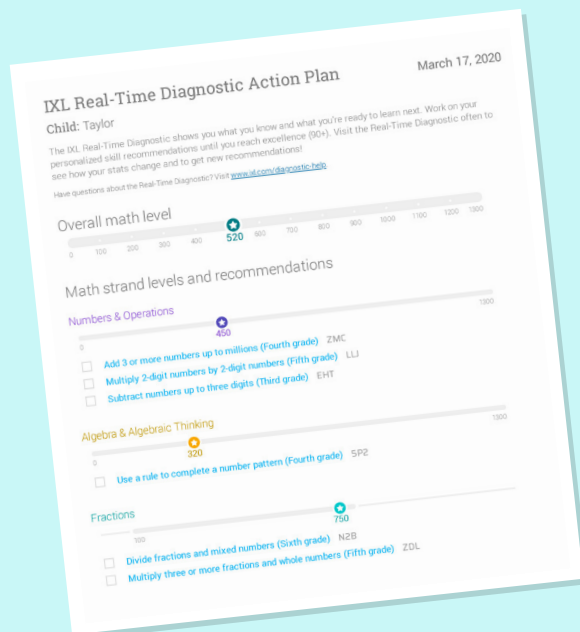 IXL Real-Time Diagnostic Action Plan
March 17, 2020
Child: Taylor
The IXL Real-Time Diagnostic shows you what you know and what you're ready to learn next. Work on your
personalized skill recommendations until you reach excellence (90+). Visit the Real-Time Diagnostic often to
see how your stats change and to get new recommendations!
Have questions about the Real-Time Diagnostic? Visit www.ixl.com/diagnostic-help
Overall math level
0 100 200 300 400 520 600 700 800 900 1000 1100 1200 1300
Math strand levels and recommendations
Numbers & Operations
0 450 1300
Add 3 or more numbers up to millions (Fourth grade) ZMC
Multiply 2-digit numbers by 2-digit numbers (Fifth grade) LLJ
Subtract numbers up to three digits (Third grade) EHT
Algebra & Algebraic Thinking
0 320 1300
Use a rule to complete a number pattern (Fourth grade) 5P2
Fractions
100 750
Divide fractions and mixed numbers (Sixth grade) N2B
Multiply three or more fractions and whole numbers (Fifth grade) ZDL